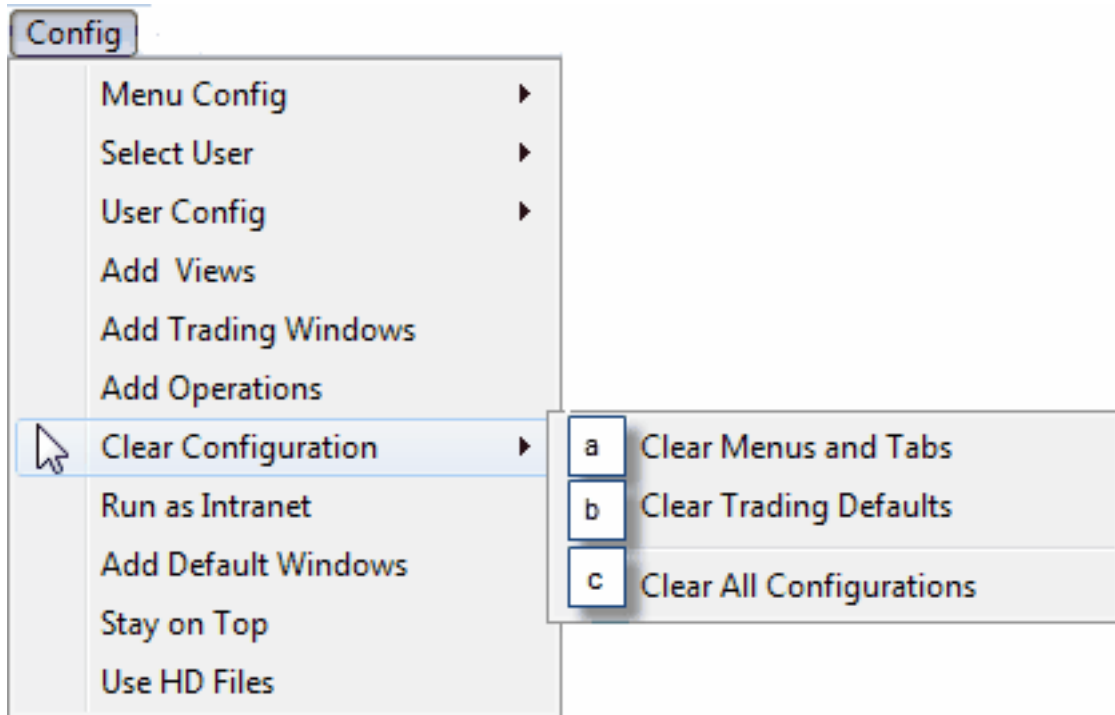 Config
Menu Config
Select User
User Config
Add  Views
Add Trading Windows
Add Operations
Clear Configuration
a Clear Menus and Tabs
b Clear Trading Defaults
c Clear All Configurations
Run as Intranet
Add Default Windows
Stay on Top
Use HD Files